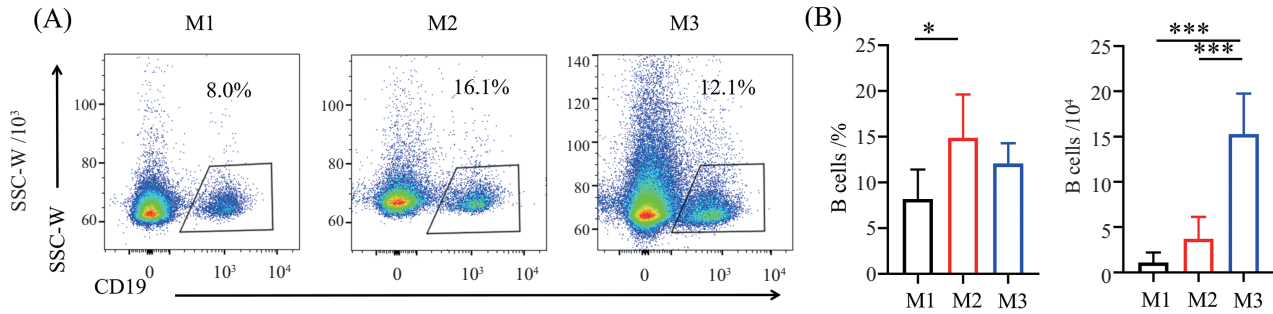 (A)
M1
M2
M3
8.0%
16.1%
12.1%
SSC-W /10³
SSC-W
100
80
60
0
10³
10⁴
100
80
60
0
10³
10⁴
140
120
100
80
60
0
10³
10⁴
CD19
(B)
*
B cells /%
25
20
15
10
5
0
M1
M2
M3
***
***
B cells /10⁴
25
20
15
10
5
0
M1
M2
M3